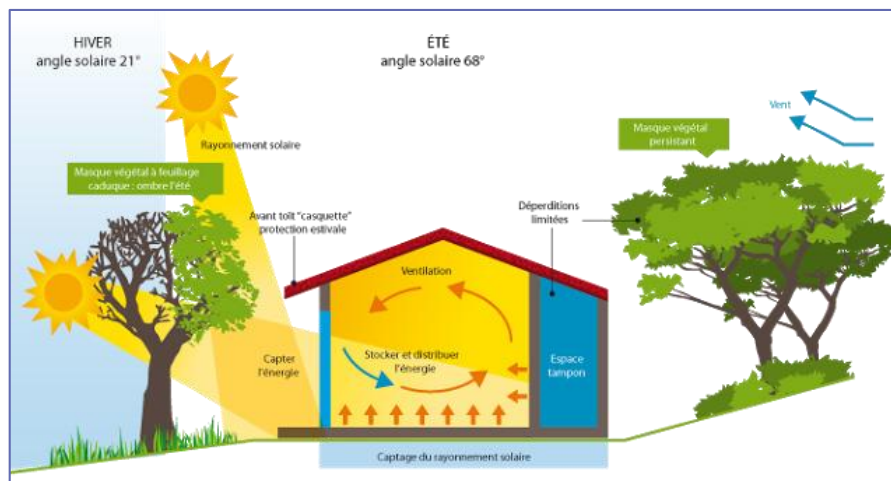 HIVER
angle solaire 21°
ÉTÉ
angle solaire 68°
Vent
Masque végétal
persistant
Rayonnement solaire
Masque végétal à feuillage
caduque : ombre l'été
Avant toît "casquette"
protection estivale
Déperditions
limitées
Ventilation
Capter
l'énergie
Stocker et distribuer
l'énergie
Espace
tampon
Captage du rayonnement solaire